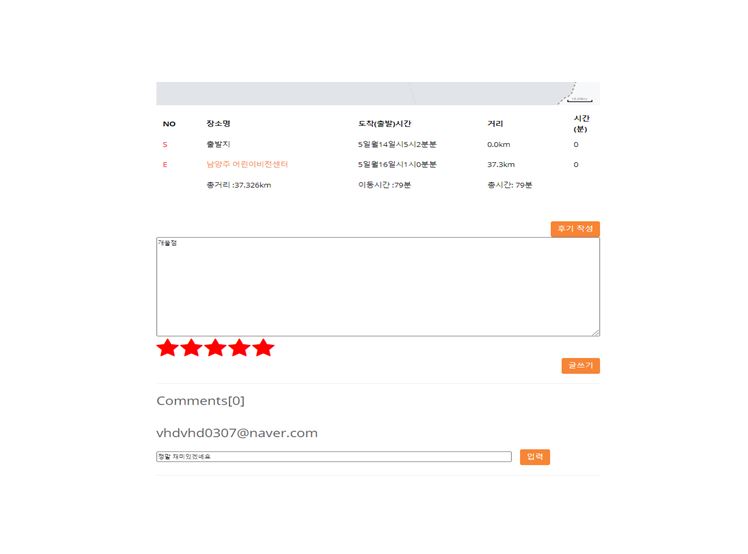 NO 장소명 도착(출발)시간 거리 시간(분)
S 출발지 5일월14일시5시2분분 0.0km 0
E 남양주 어린이비전센터 5일월16일시1시0분분 37.3km 0
총거리 :37.326km 이동시간 :79분 총시간: 79분
후기 작성
개꿀잼
글쓰기
Comments[0]
vhdvhd0307@naver.com
정말 재미있겠네요
입력